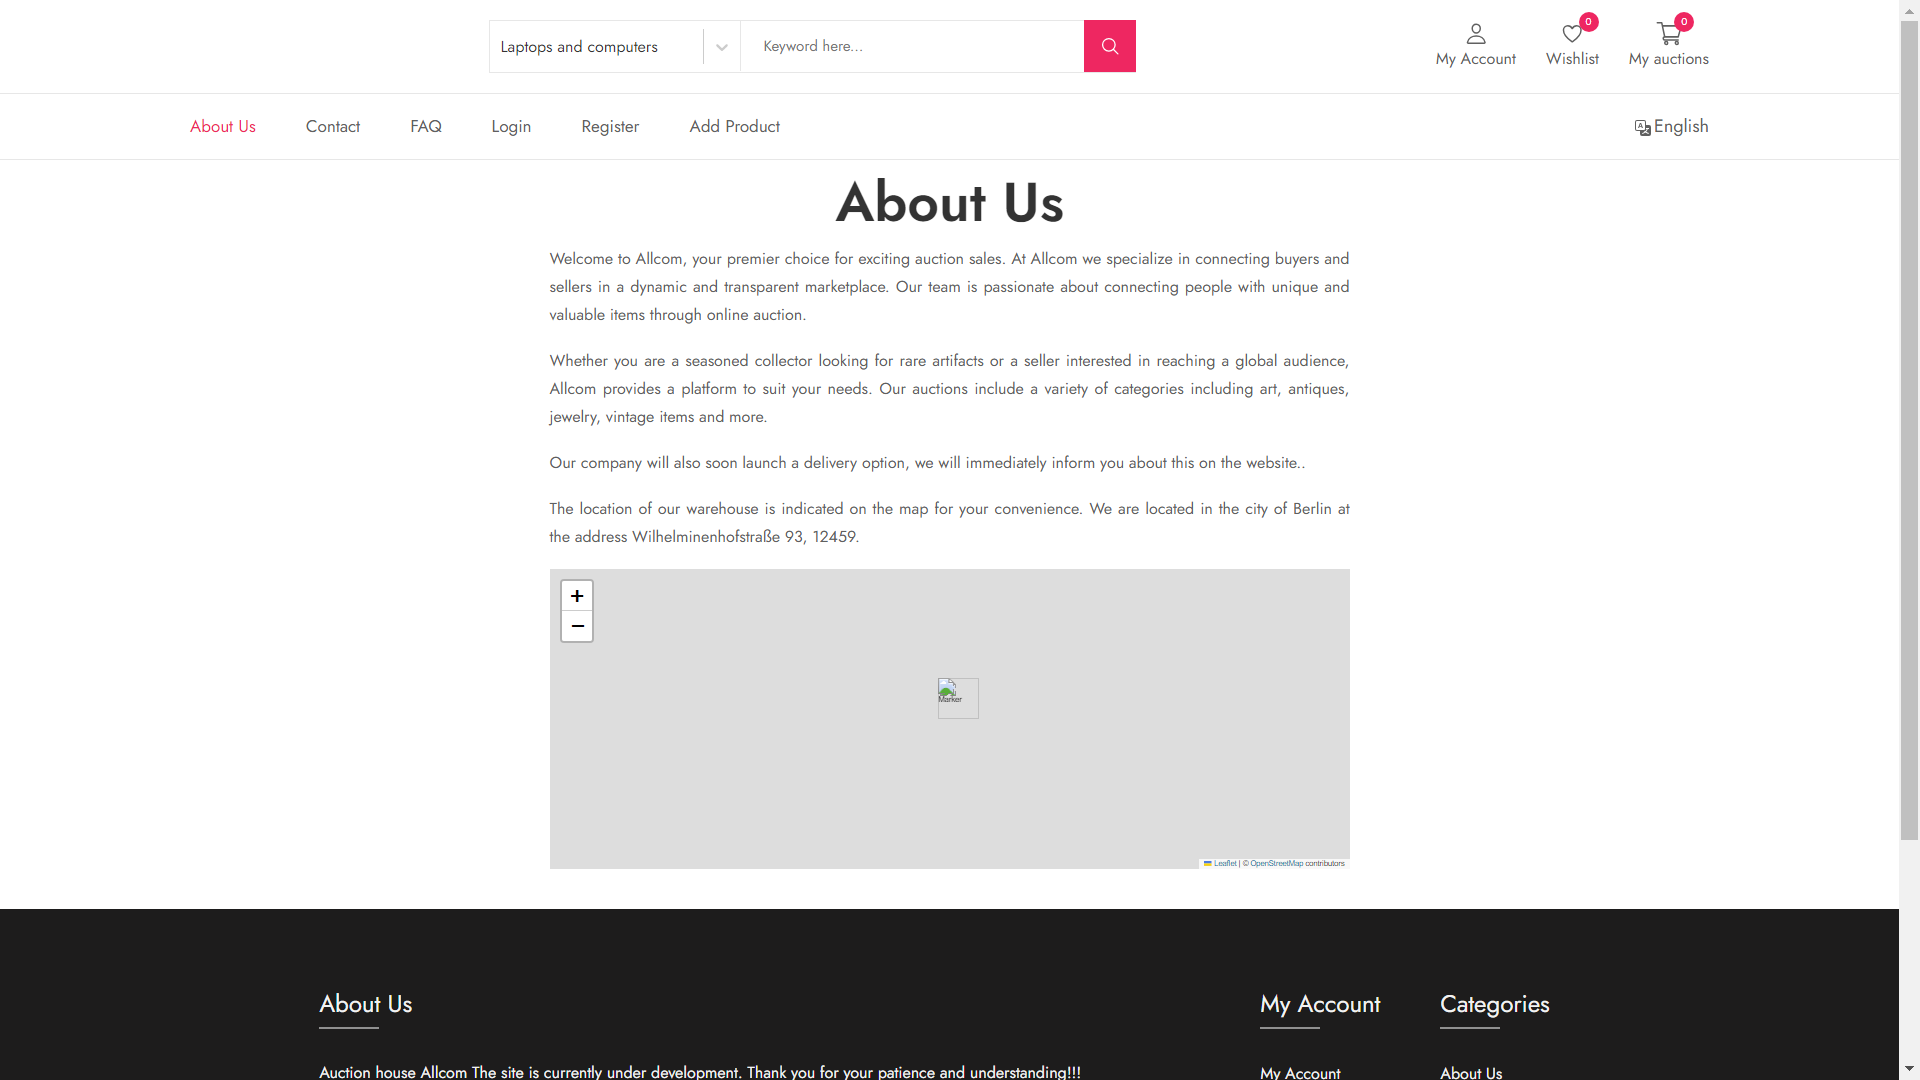 Laptops and computers
Keyword here...
My Account
0
Wishlist
0
My auctions
About Us
Contact
FAQ
Login
Register
Add Product
English
About Us
Welcome to Allcom, your premier choice for exciting auction sales. At Allcom we specialize in connecting buyers and
sellers in a dynamic and transparent marketplace. Our team is passionate about connecting people with unique and
valuable items through online auction.
Whether you are a seasoned collector looking for rare artifacts or a seller interested in reaching a global audience,
Allcom provides a platform to suit your needs. Our auctions include a variety of categories including art, antiques,
jewelry, vintage items and more.
Our company will also soon launch a delivery option, we will immediately inform you about this on the website..
The location of our warehouse is indicated on the map for your convenience. We are located in the city of Berlin at
the address Wilhelminenhofstraße 93, 12459.
+
−
Marker
Leaflet | © OpenStreetMap contributors
About Us
Auction house Allcom The site is currently under development. Thank you for your patience and understanding!!!
My Account
My Account
Categories
About Us